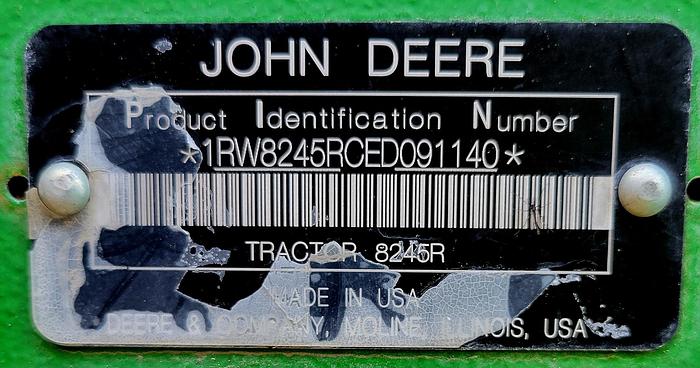 JOHN DEERE
Product Identification Number
*1RW8245RCED091140*
TRACTOR 8245R
MADE IN USA
DEERE & COMPANY, MOLINE, ILLINOIS, USA